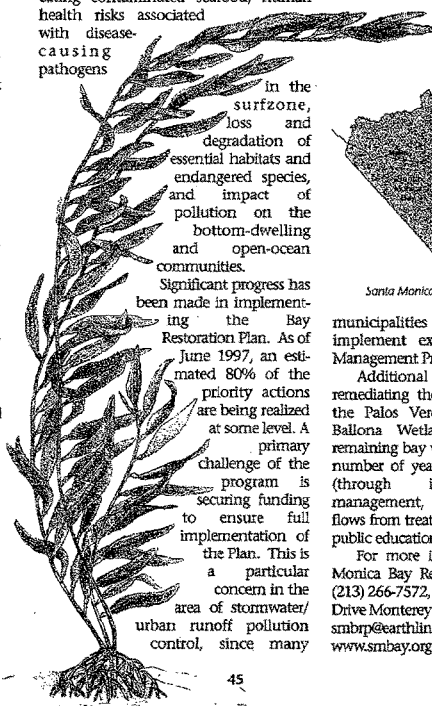 health risks associated
with disease-
causing
pathogens
in the
surfzone,
loss and
degradation of
essential habitats and
endangered species,
and impact of
pollution on the
bottom-dwelling
and open-ocean
communities.
Significant progress has
been made in implement-
ing the Bay
Restoration Plan. As of
June 1997, an esti-
mated 80% of the
priority actions
are being realized
at some level. A
primary
challenge of the
program is
securing funding
to ensure full
implementation of
the Plan. This is
a particular
concern in the
area of stormwater/
urban runoff pollution
control, since many
Santa Monica
municipalities
implement ex
Management Pr
Additional
remediating the
the Palos Ver
Ballona Wetla
remaining bay
number of yea
(through i
management,
flows from treat
public education
For more i
Monica Bay Re
(213) 266-7572,
Drive Monterey
smbrp@earthlin
www.smbay.org
45